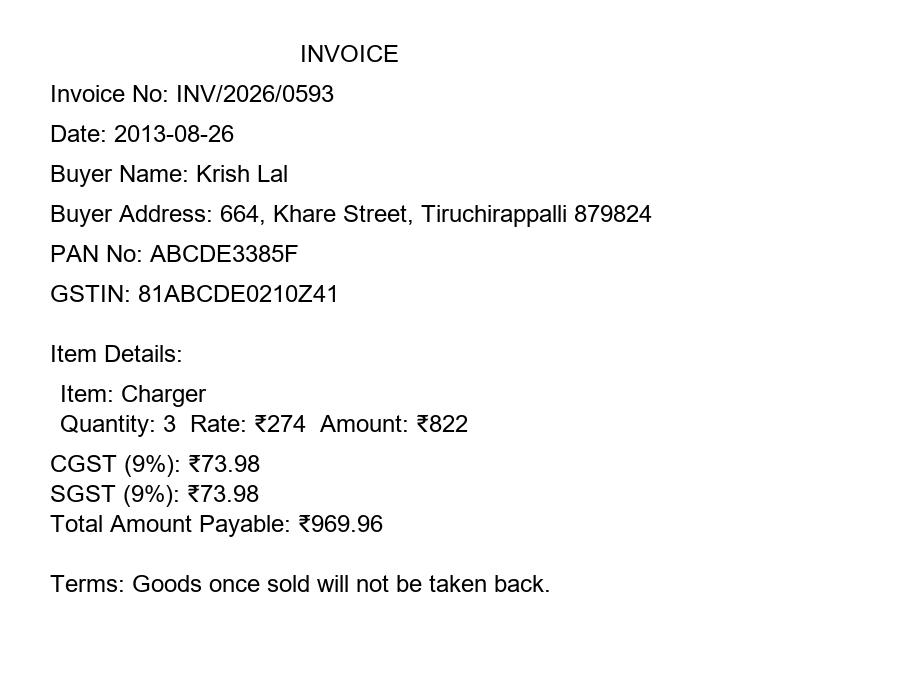 INVOICE
Invoice No: INV/2026/0593
Date: 2013-08-26
Buyer Name: Krish Lal
Buyer Address: 664, Khare Street, Tiruchirappalli 879824
PAN No: ABCDE3385F
GSTIN: 81ABCDE0210Z41
Item Details:
Item: Charger
Quantity: 3  Rate: ₹274  Amount: ₹822
CGST (9%): ₹73.98
SGST (9%): ₹73.98
Total Amount Payable: ₹969.96
Terms: Goods once sold will not be taken back.